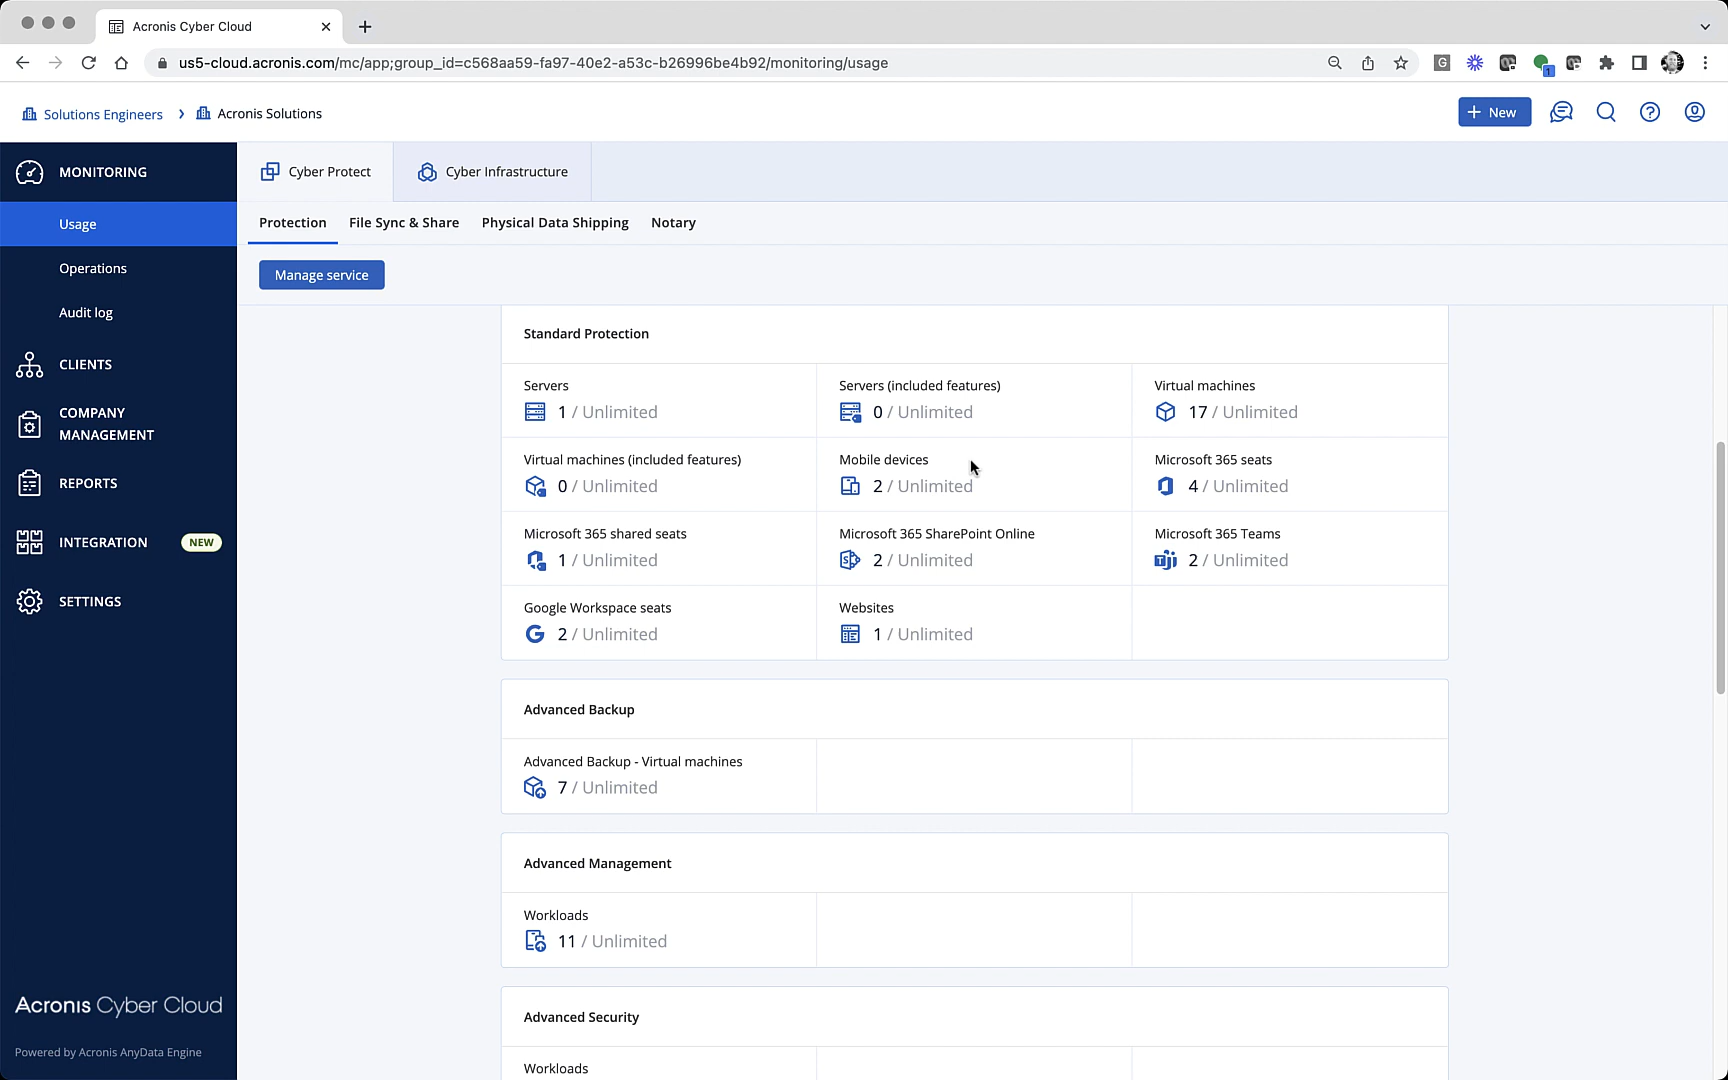 Acronis Cyber Cloud
us5-cloud.acronis.com/mc/app;group_id=c568aa59-fa97-40e2-a53c-b26996be4b92/monitoring/usage
G
1
Solutions Engineers
Acronis Solutions
+ New
MONITORING
Usage
Operations
Audit log
CLIENTS
COMPANY
MANAGEMENT
REPORTS
INTEGRATION NEW
SETTINGS
Acronis Cyber Cloud
Powered by Acronis AnyData Engine
Cyber Protect
Cyber Infrastructure
Protection
File Sync & Share
Physical Data Shipping
Notary
Manage service
Standard Protection
Servers
1 / Unlimited
Servers (included features)
0 / Unlimited
Virtual machines
17 / Unlimited
Virtual machines (included features)
0 / Unlimited
Mobile devices
2 / Unlimited
Microsoft 365 seats
4 / Unlimited
Microsoft 365 shared seats
1 / Unlimited
Microsoft 365 SharePoint Online
2 / Unlimited
Microsoft 365 Teams
2 / Unlimited
Google Workspace seats
2 / Unlimited
Websites
1 / Unlimited
Advanced Backup
Advanced Backup - Virtual machines
7 / Unlimited
Advanced Management
Workloads
11 / Unlimited
Advanced Security
Workloads